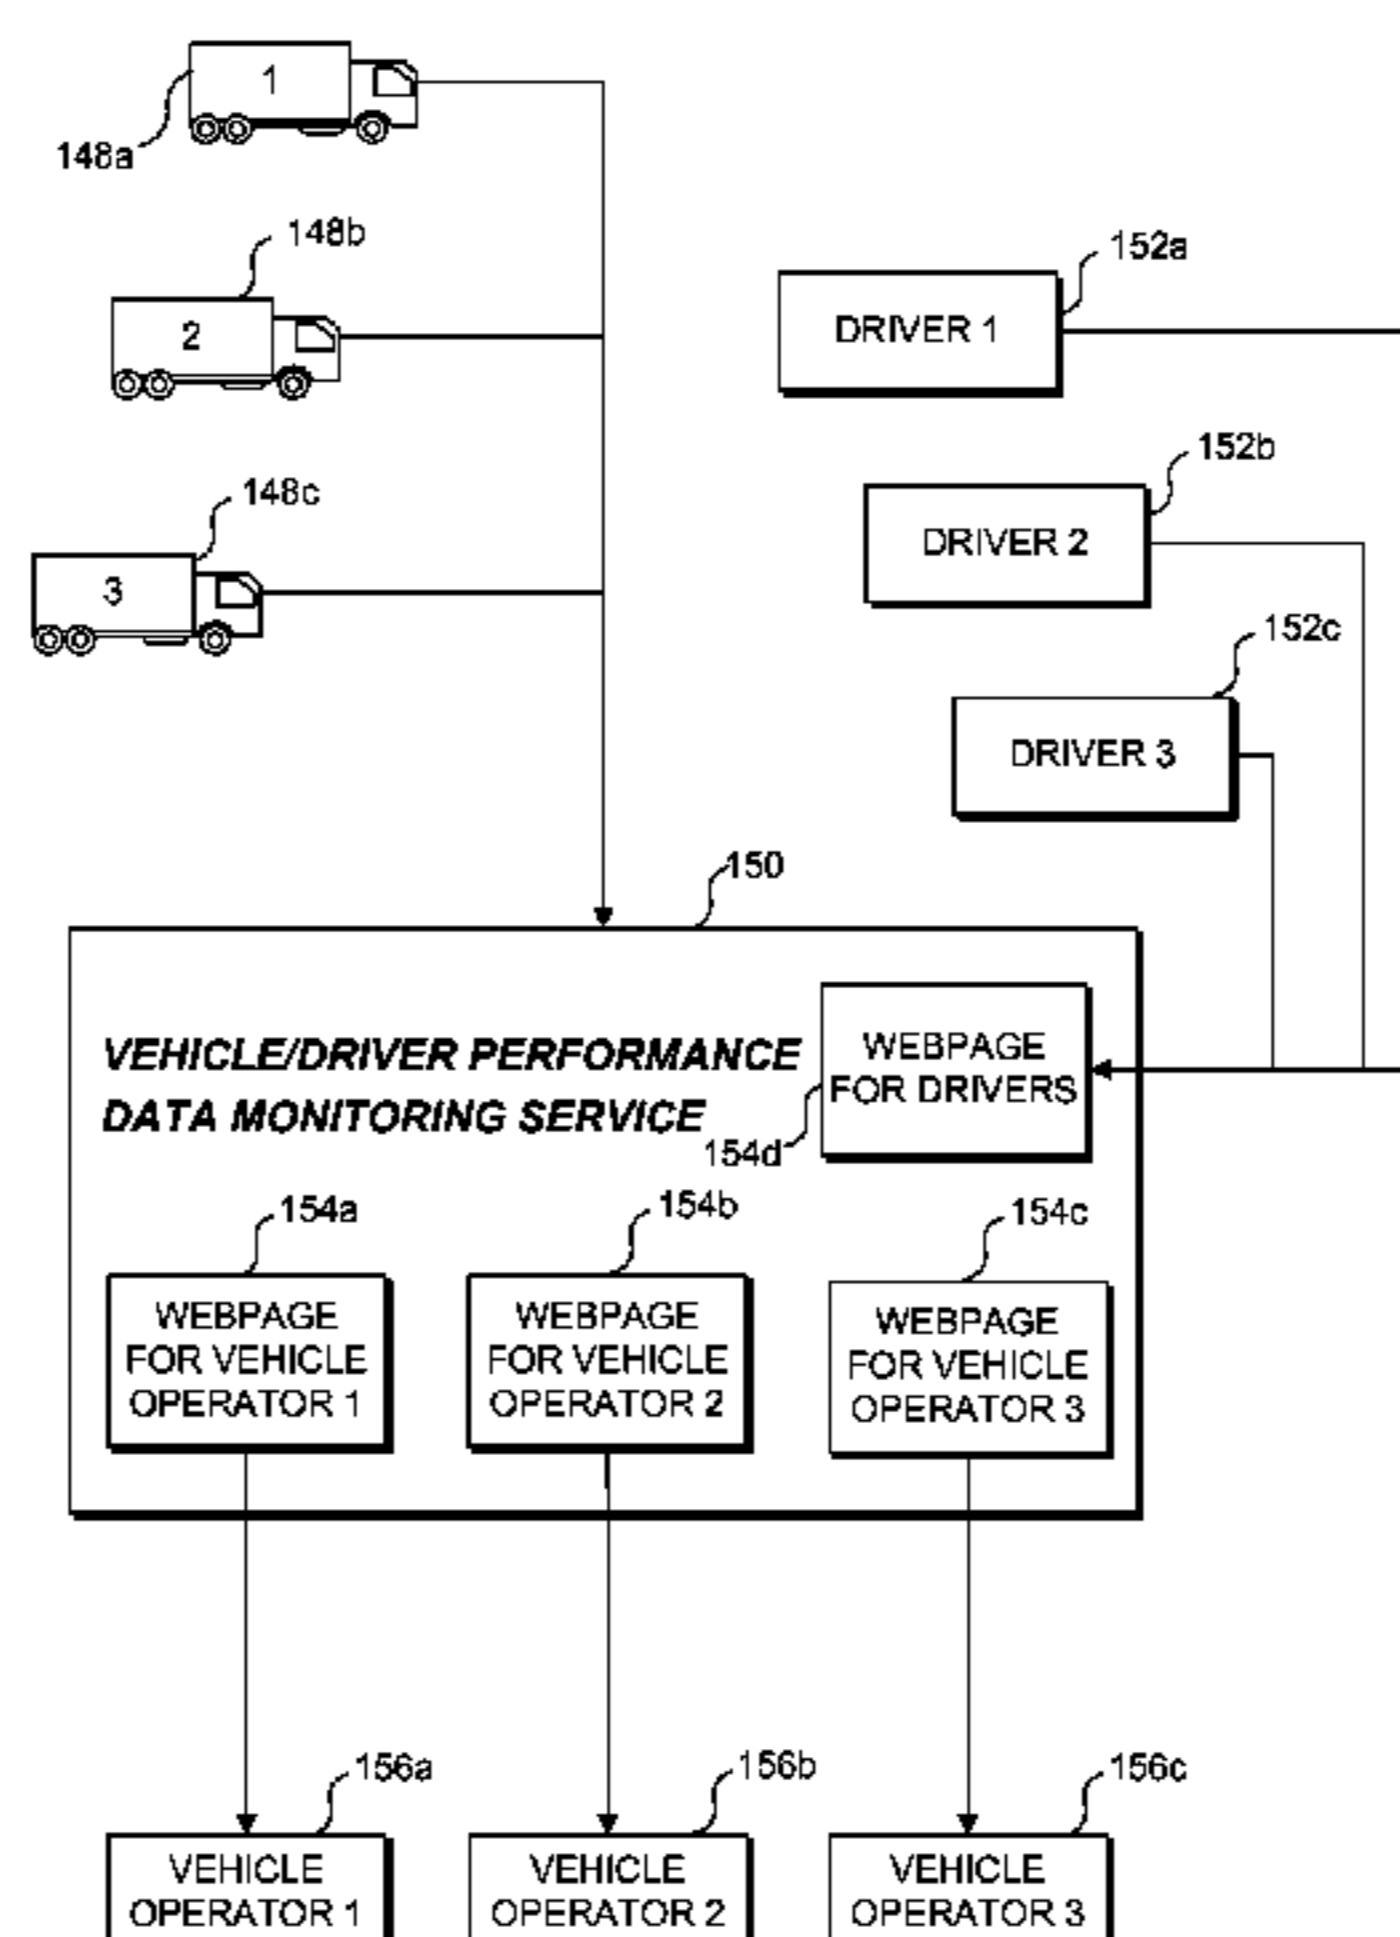 1
148a
148b
2
152a
DRIVER 1
152b
148c
DRIVER 2
3
152c
DRIVER 3
150
VEHICLE/DRIVER PERFORMANCE
DATA MONITORING SERVICE
WEBPAGE
FOR DRIVERS
154d
154a
154b
154c
WEBPAGE
FOR VEHICLE
OPERATOR 1
WEBPAGE
FOR VEHICLE
OPERATOR 2
WEBPAGE
FOR VEHICLE
OPERATOR 3
156a
156b
156c
VEHICLE
OPERATOR 1
VEHICLE
OPERATOR 2
VEHICLE
OPERATOR 3